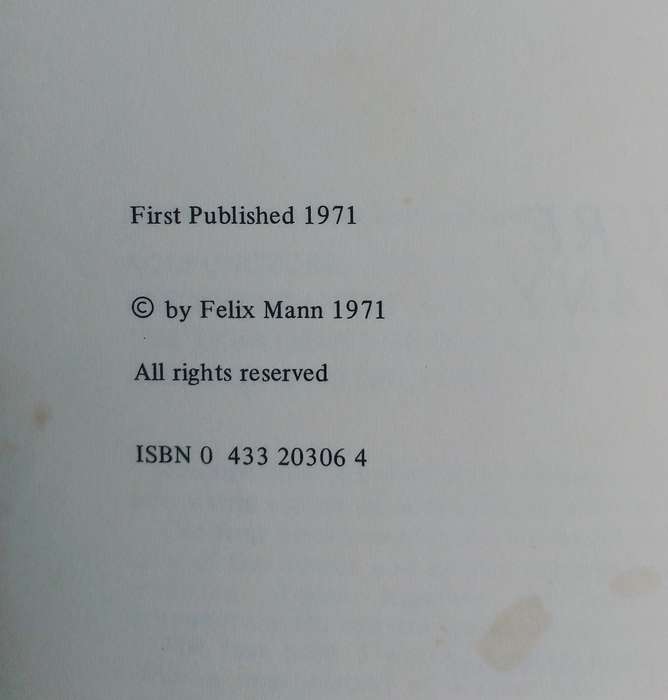 First Published 1971
© by Felix Mann 1971
All rights reserved
ISBN 0 433 20306 4